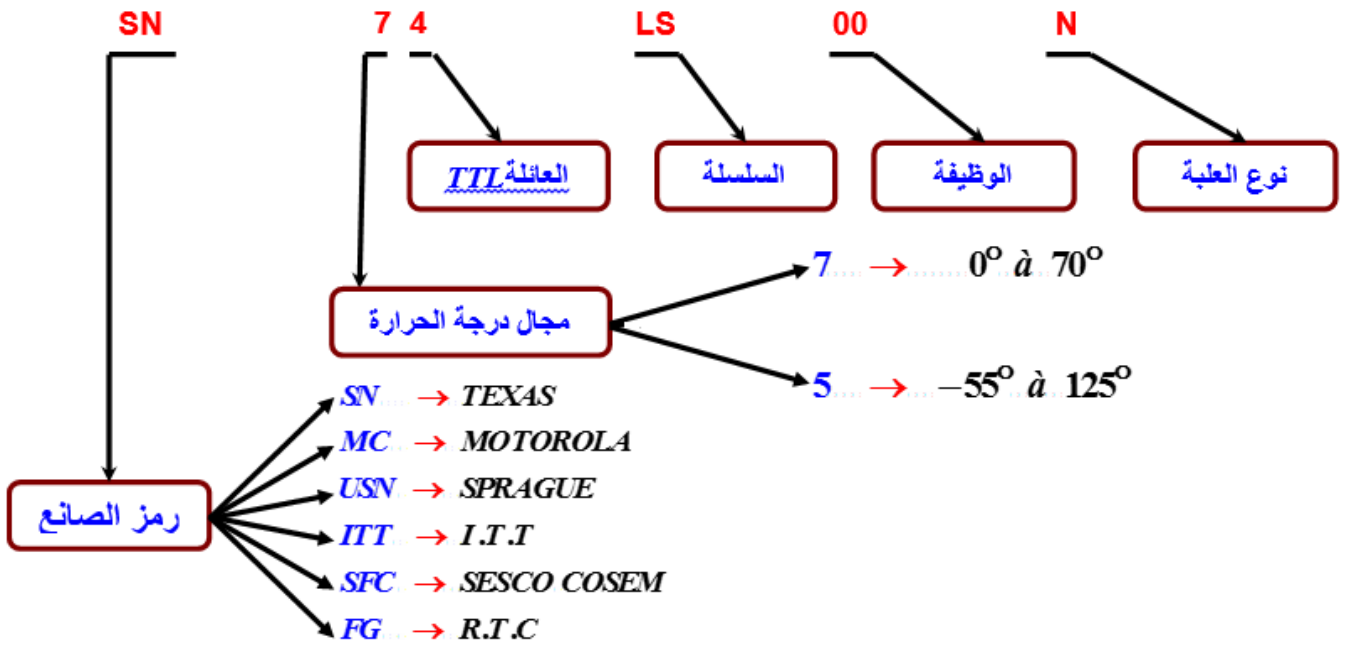 SN 7 4 LS 00 N
العائلة TTL
السلسلة
الوظيفة
نوع العلبة
مجال درجة الحرارة
7 → 0° à 70°
5 → −55° à 125°
رمز الصانع
SN → TEXAS
MC → MOTOROLA
USN → SPRAGUE
ITT → I.T.T
SFC → SESCO COSEM
FG → R.T.C